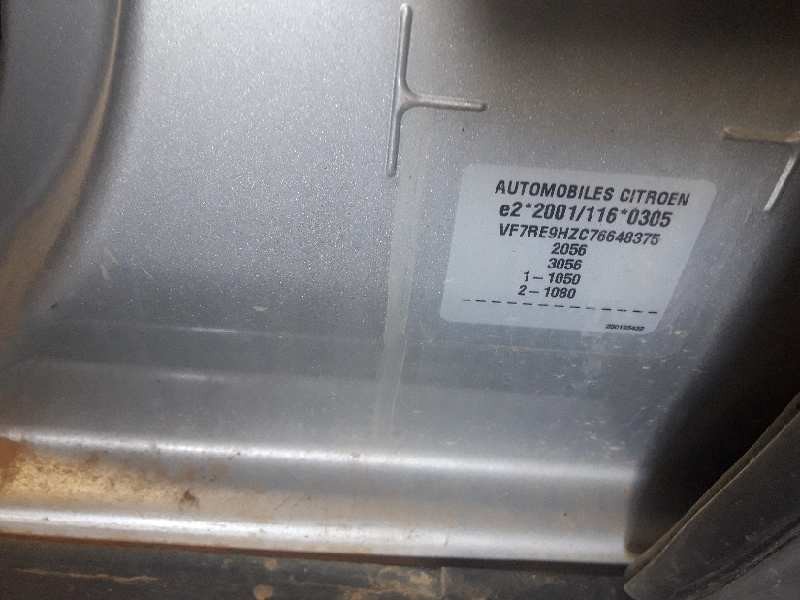 AUTOMOBILES CITROEN
e2*2001/116*0305
VF7RE9HZC76648375
2056
3056
1-1050
2-1080